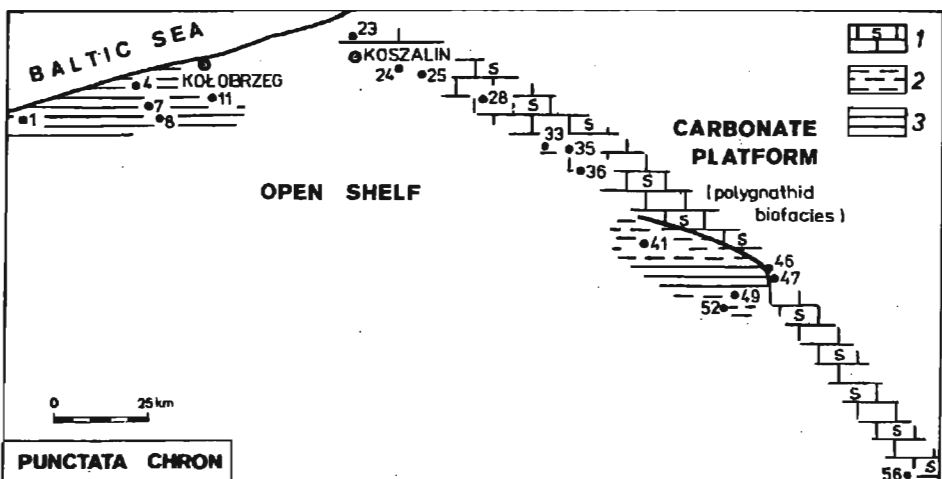 BALTIC SEA
KOŁOBRZEG
4
11
7
1
8
23
KOSZALIN
24
25
S
28
S
S
33
35
36
S
CARBONATE
PLATFORM
(polygnathid
biofacies)
OPEN SHELF
S
S
41
46
47
49
52
S
S
S
S
S
S
56
0 25 km
PUNCTATA CHRON
S 1
2
3